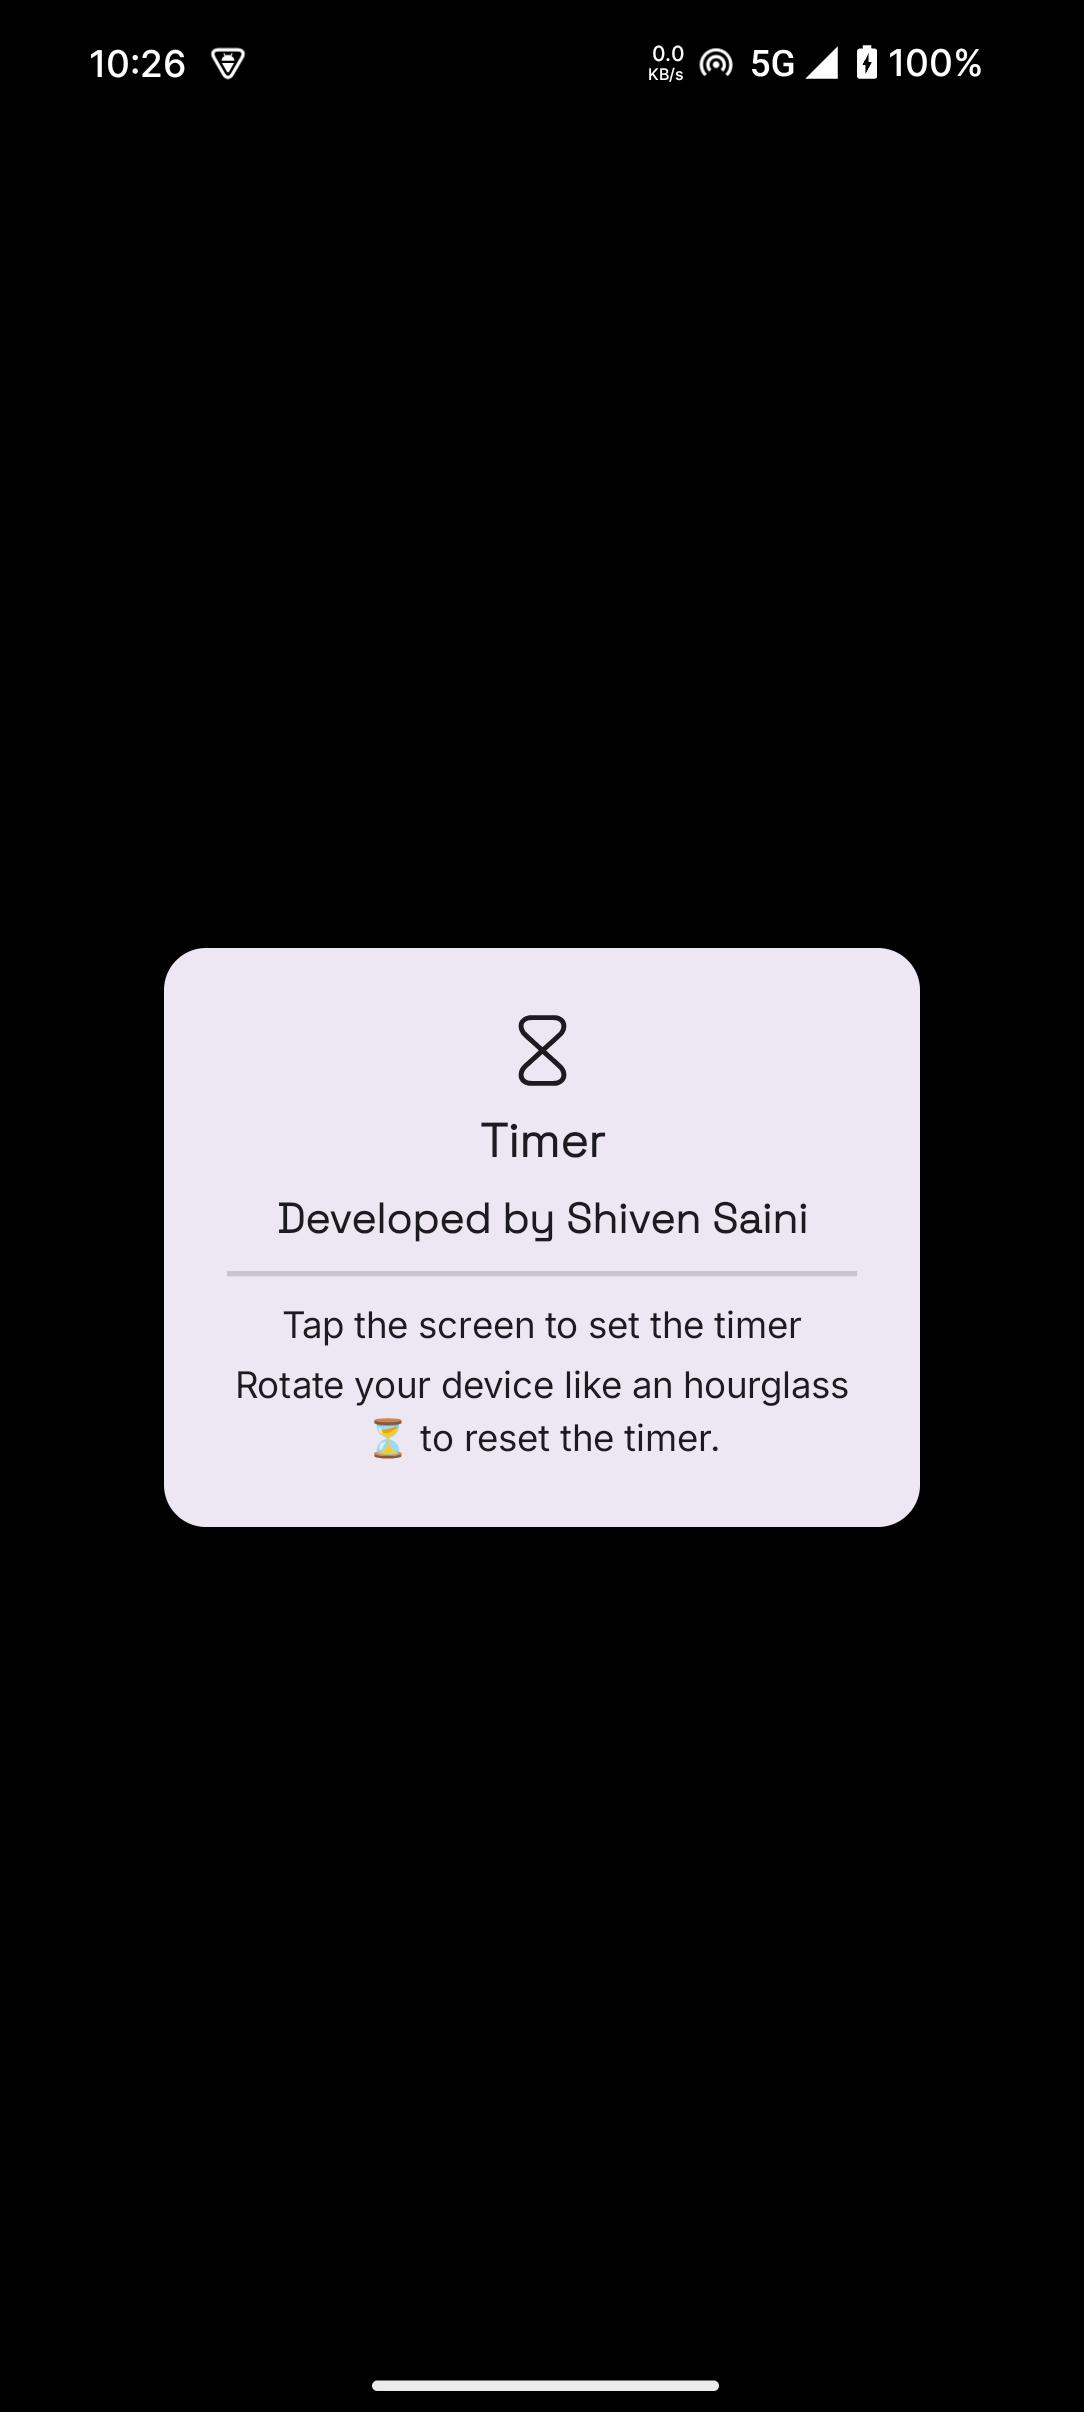 10:26
0.0
KB/s
5G
100%
Timer
Developed by Shiven Saini
Tap the screen to set the timer
Rotate your device like an hourglass
⏳ to reset the timer.